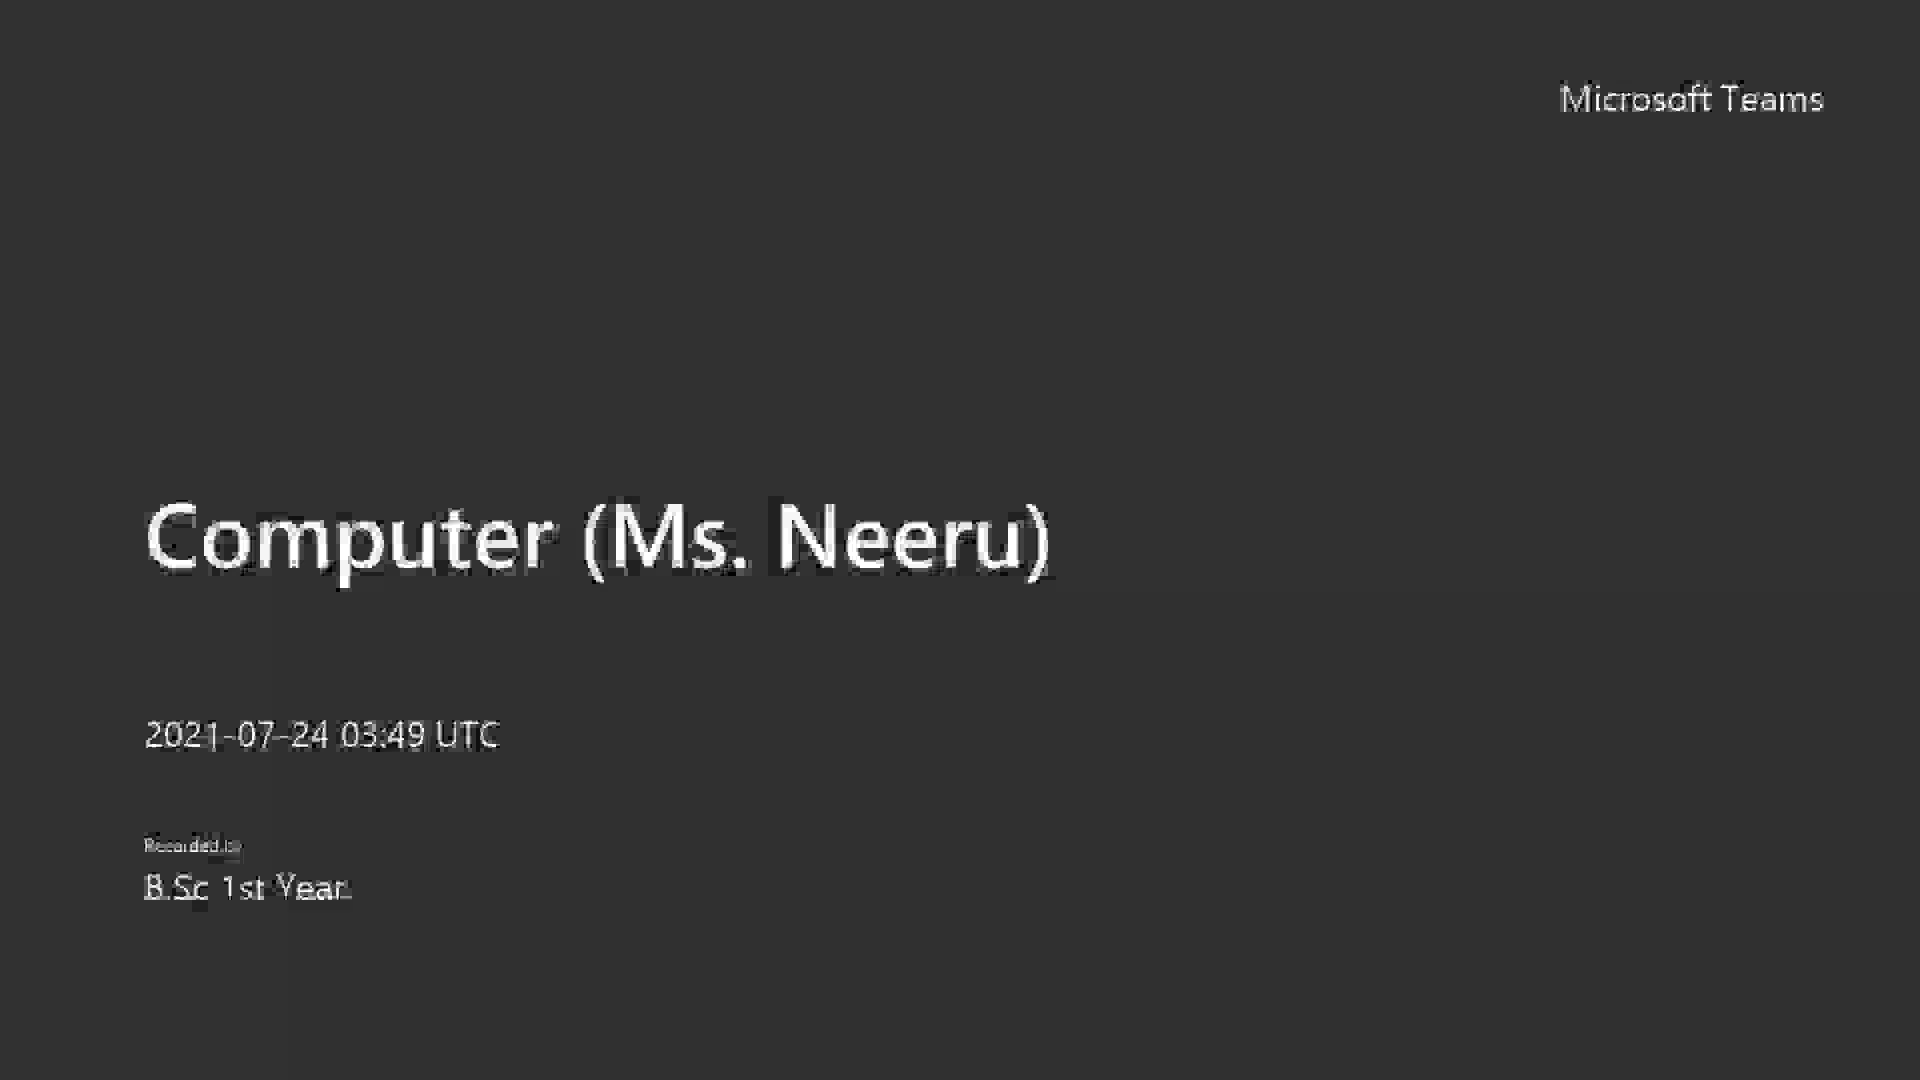 Microsoft Teams
Computer (Ms. Neeru)
2021-07-24 03:49 UTC
Recorded by
B.Sc 1st Year